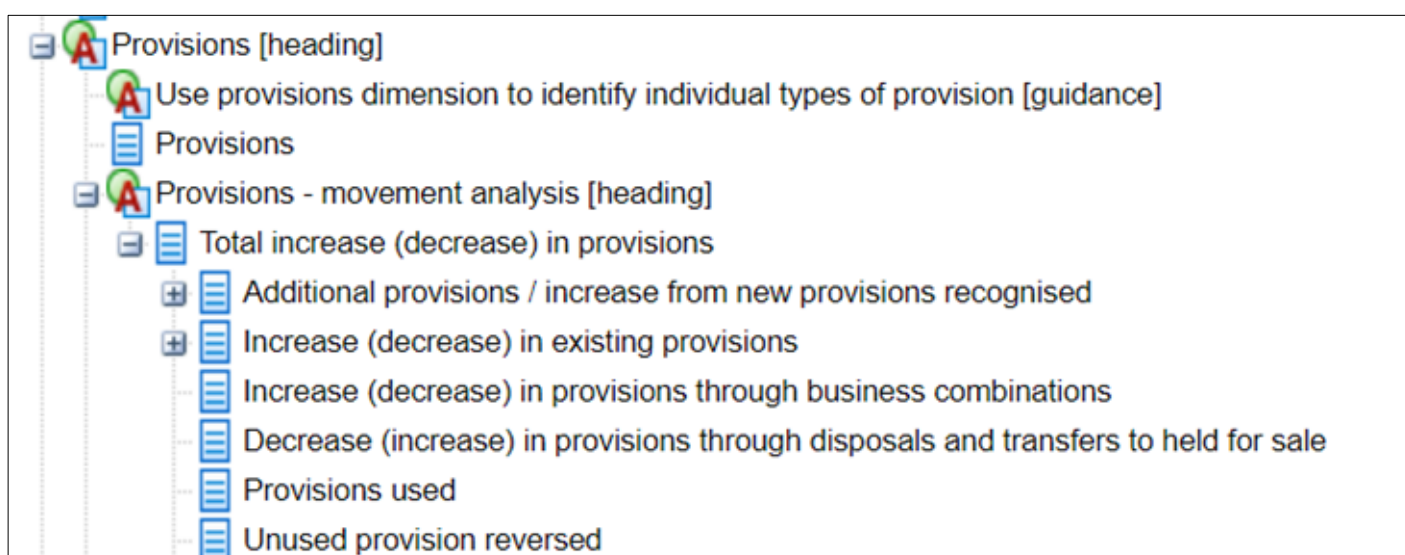 Provisions [heading]
Use provisions dimension to identify individual types of provision [guidance]
Provisions
Provisions - movement analysis [heading]
Total increase (decrease) in provisions
Additional provisions / increase from new provisions recognised
Increase (decrease) in existing provisions
Increase (decrease) in provisions through business combinations
Decrease (increase) in provisions through disposals and transfers to held for sale
Provisions used
Unused provision reversed